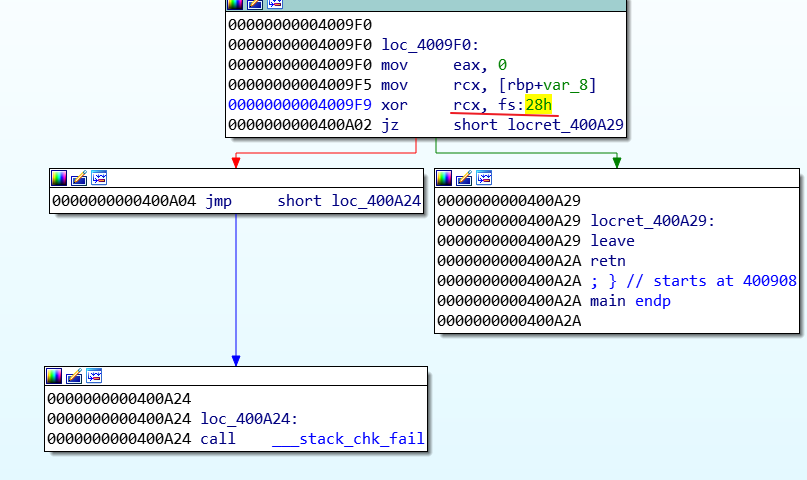 00000000004009F0
00000000004009F0 loc_4009F0:
00000000004009F0 mov     eax, 0
00000000004009F5 mov     rcx, [rbp+var_8]
00000000004009F9 xor     rcx, fs:28h
0000000000400A02 jz      short locret_400A29
0000000000400A04 jmp     short loc_400A24
0000000000400A29
0000000000400A29 locret_400A29:
0000000000400A29 leave
0000000000400A2A retn
0000000000400A2A ; } // starts at 400908
0000000000400A2A main endp
0000000000400A2A
0000000000400A24
0000000000400A24 loc_400A24:
0000000000400A24 call    ___stack_chk_fail